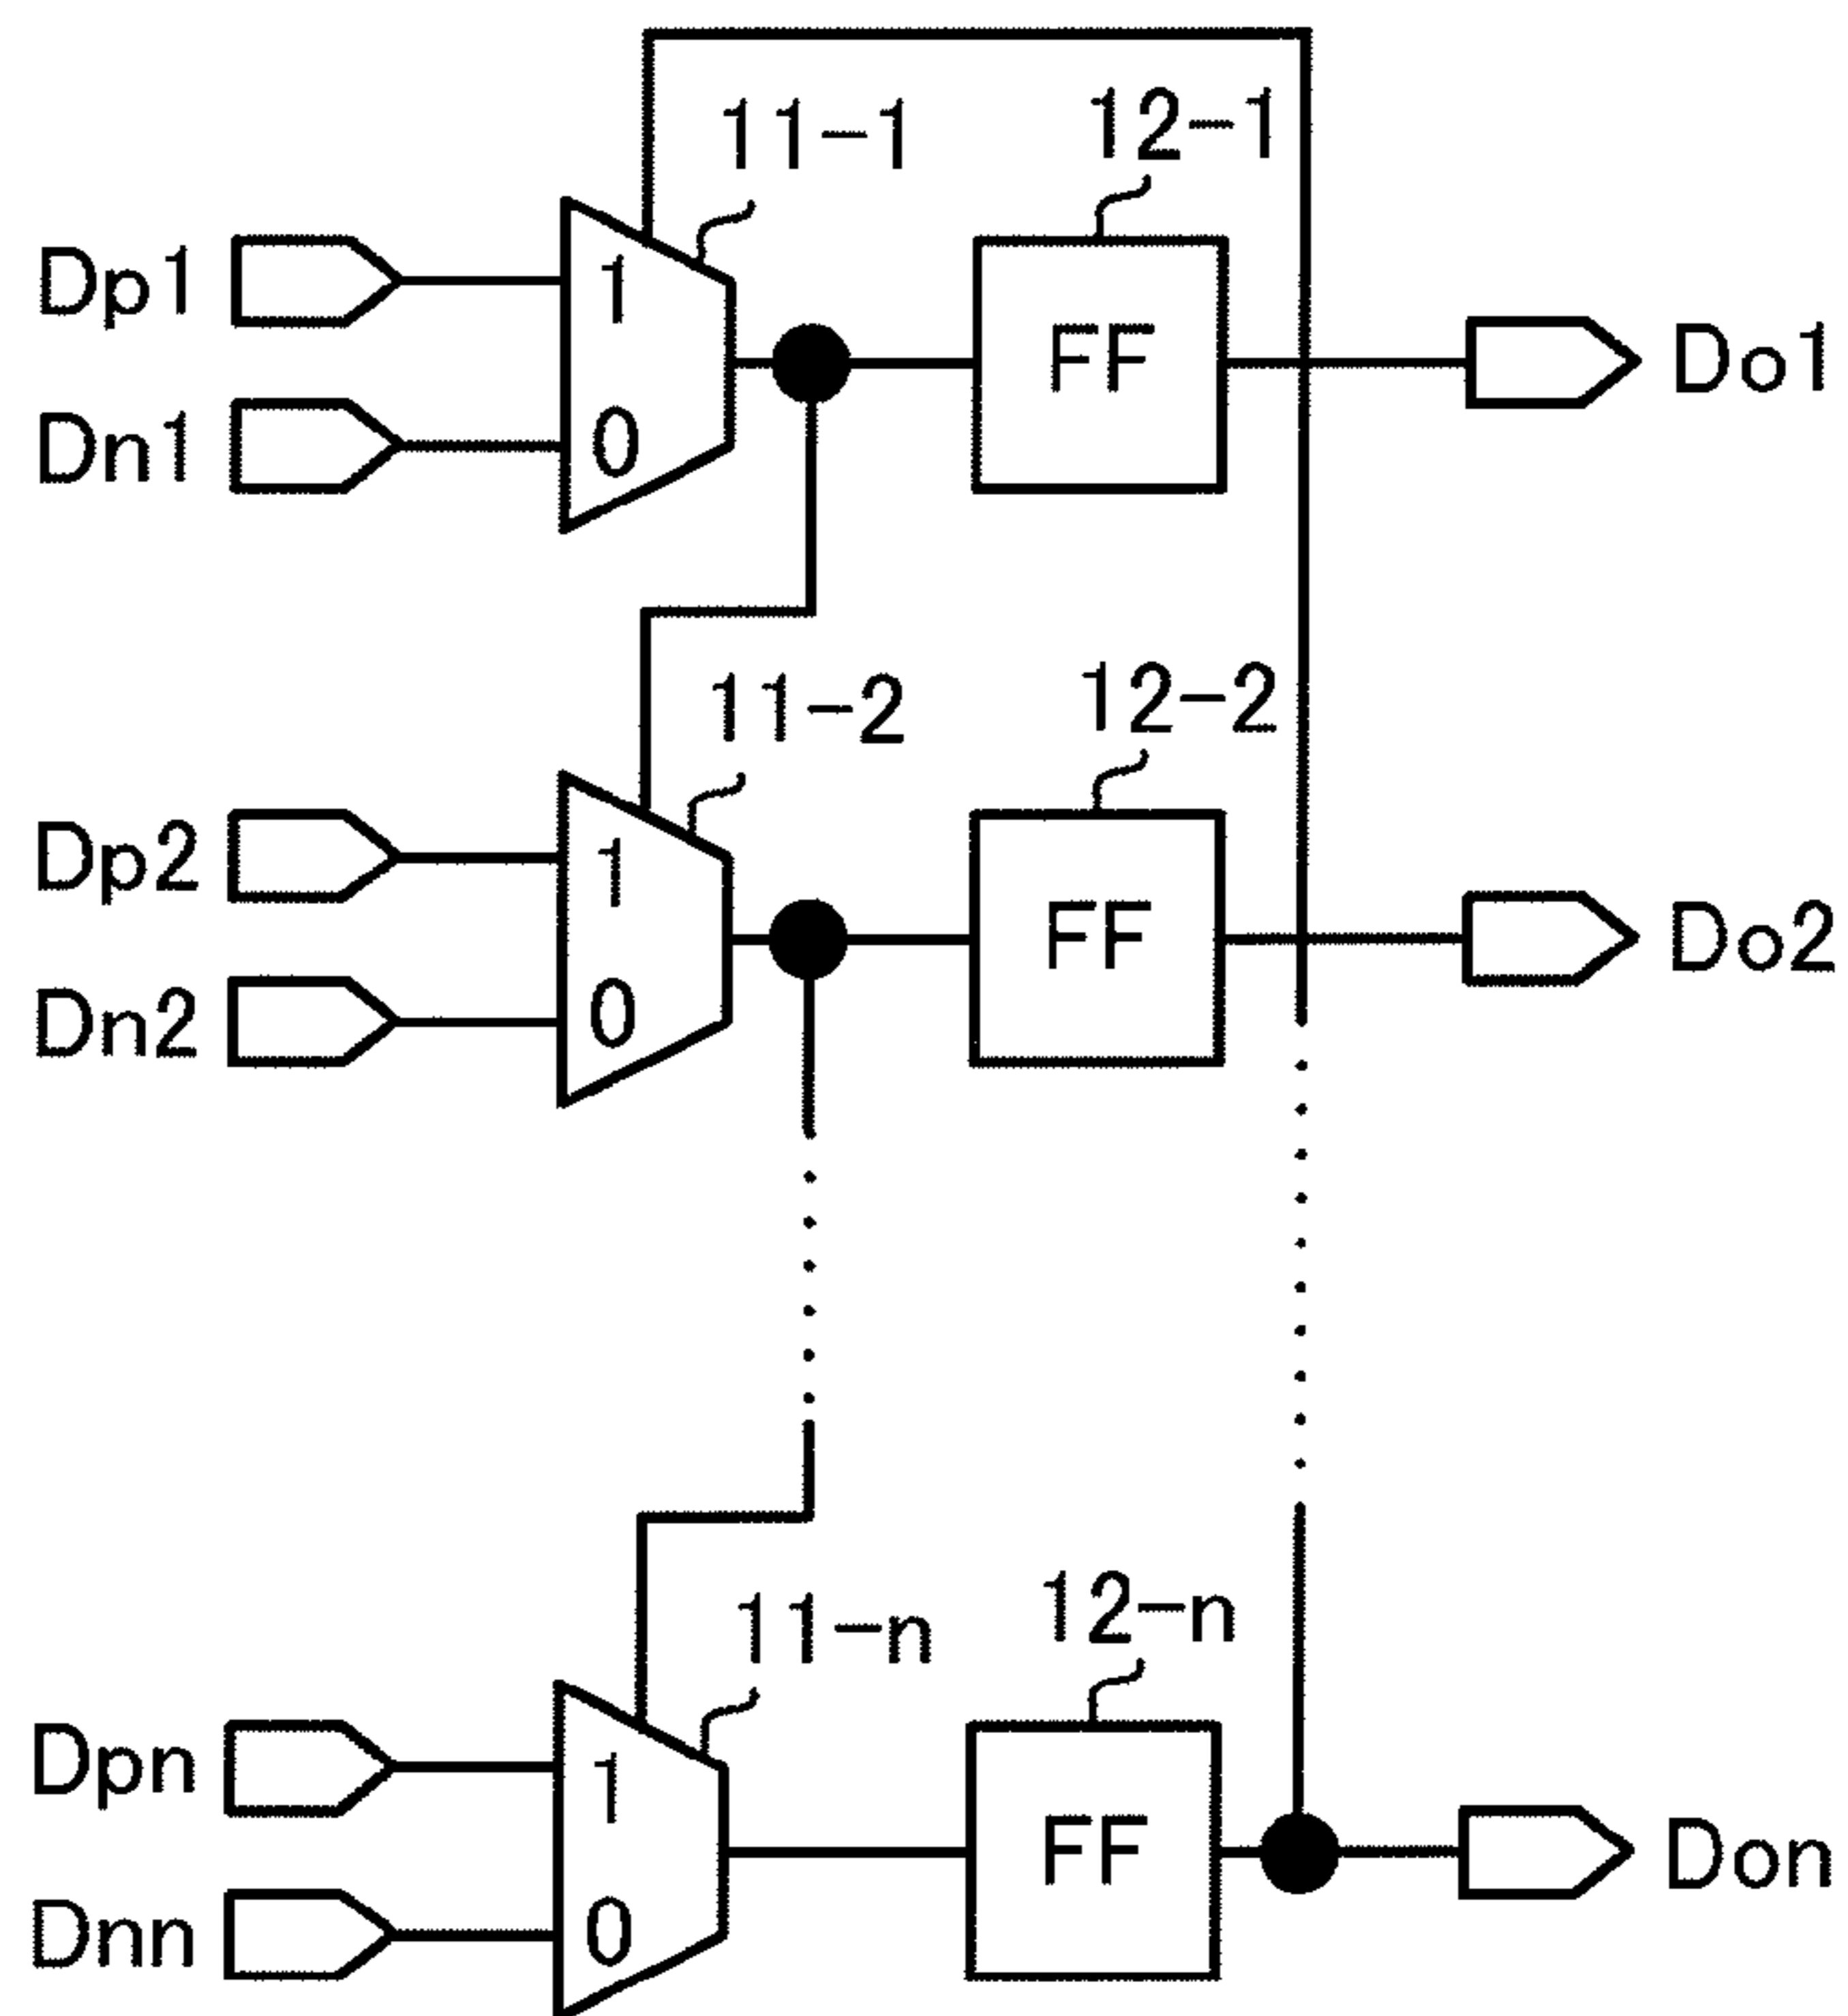 11-1
12-1
Dp1
1
FF
Do1
Dn1
0
11-2
12-2
Dp2
1
FF
Do2
Dn2
0
11-n
12-n
Dpn
1
FF
Don
Dnn
0